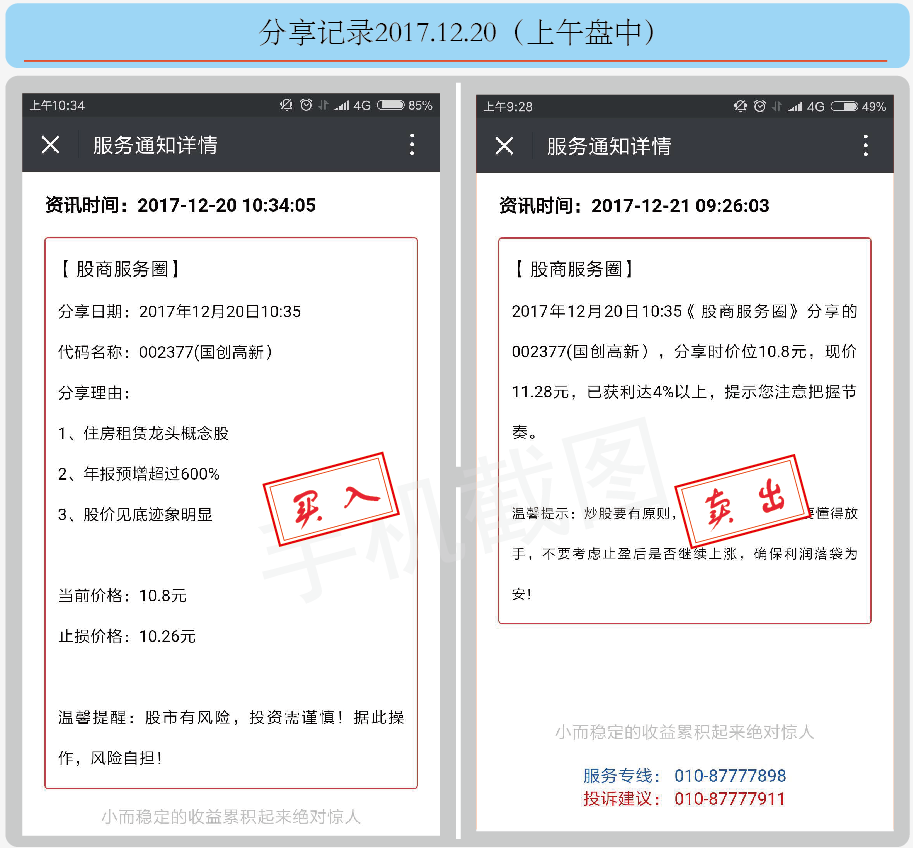 分享记录2017.12.20（上午盘中）
上午10:34
4G
85%
服务通知详情
资讯时间：2017-12-20 10:34:05
【 股商服务圈】
分享日期：2017年12月20日10:35
代码名称：002377(国创高新）
分享理由：
1、住房租赁龙头概念股
2、年报预增超过600%
3、股价见底迹象明显
买入
当前价格：10.8元
止损价格：10.26元
温馨提醒：股市有风险，投资需谨慎！据此操
作，风险自担！
小而稳定的收益累积起来绝对惊人
上午9:28
4G
49%
服务通知详情
资讯时间：2017-12-21 09:26:03
【 股商服务圈】
2017年12月20日10:35《 股商服务圈》分享的
002377(国创高新），分享时价位10.8元，现价
11.28元，已获利达4%以上，提示您注意把握节
奏。
卖出
温馨提示：炒股要有原则，
懂得放
手，不要考虑止盈后是否继续上涨，确保利润落袋为
安！
小而稳定的收益累积起来绝对惊人
服务专线： 010-87777898
投诉建议： 010-87777911
手机截图